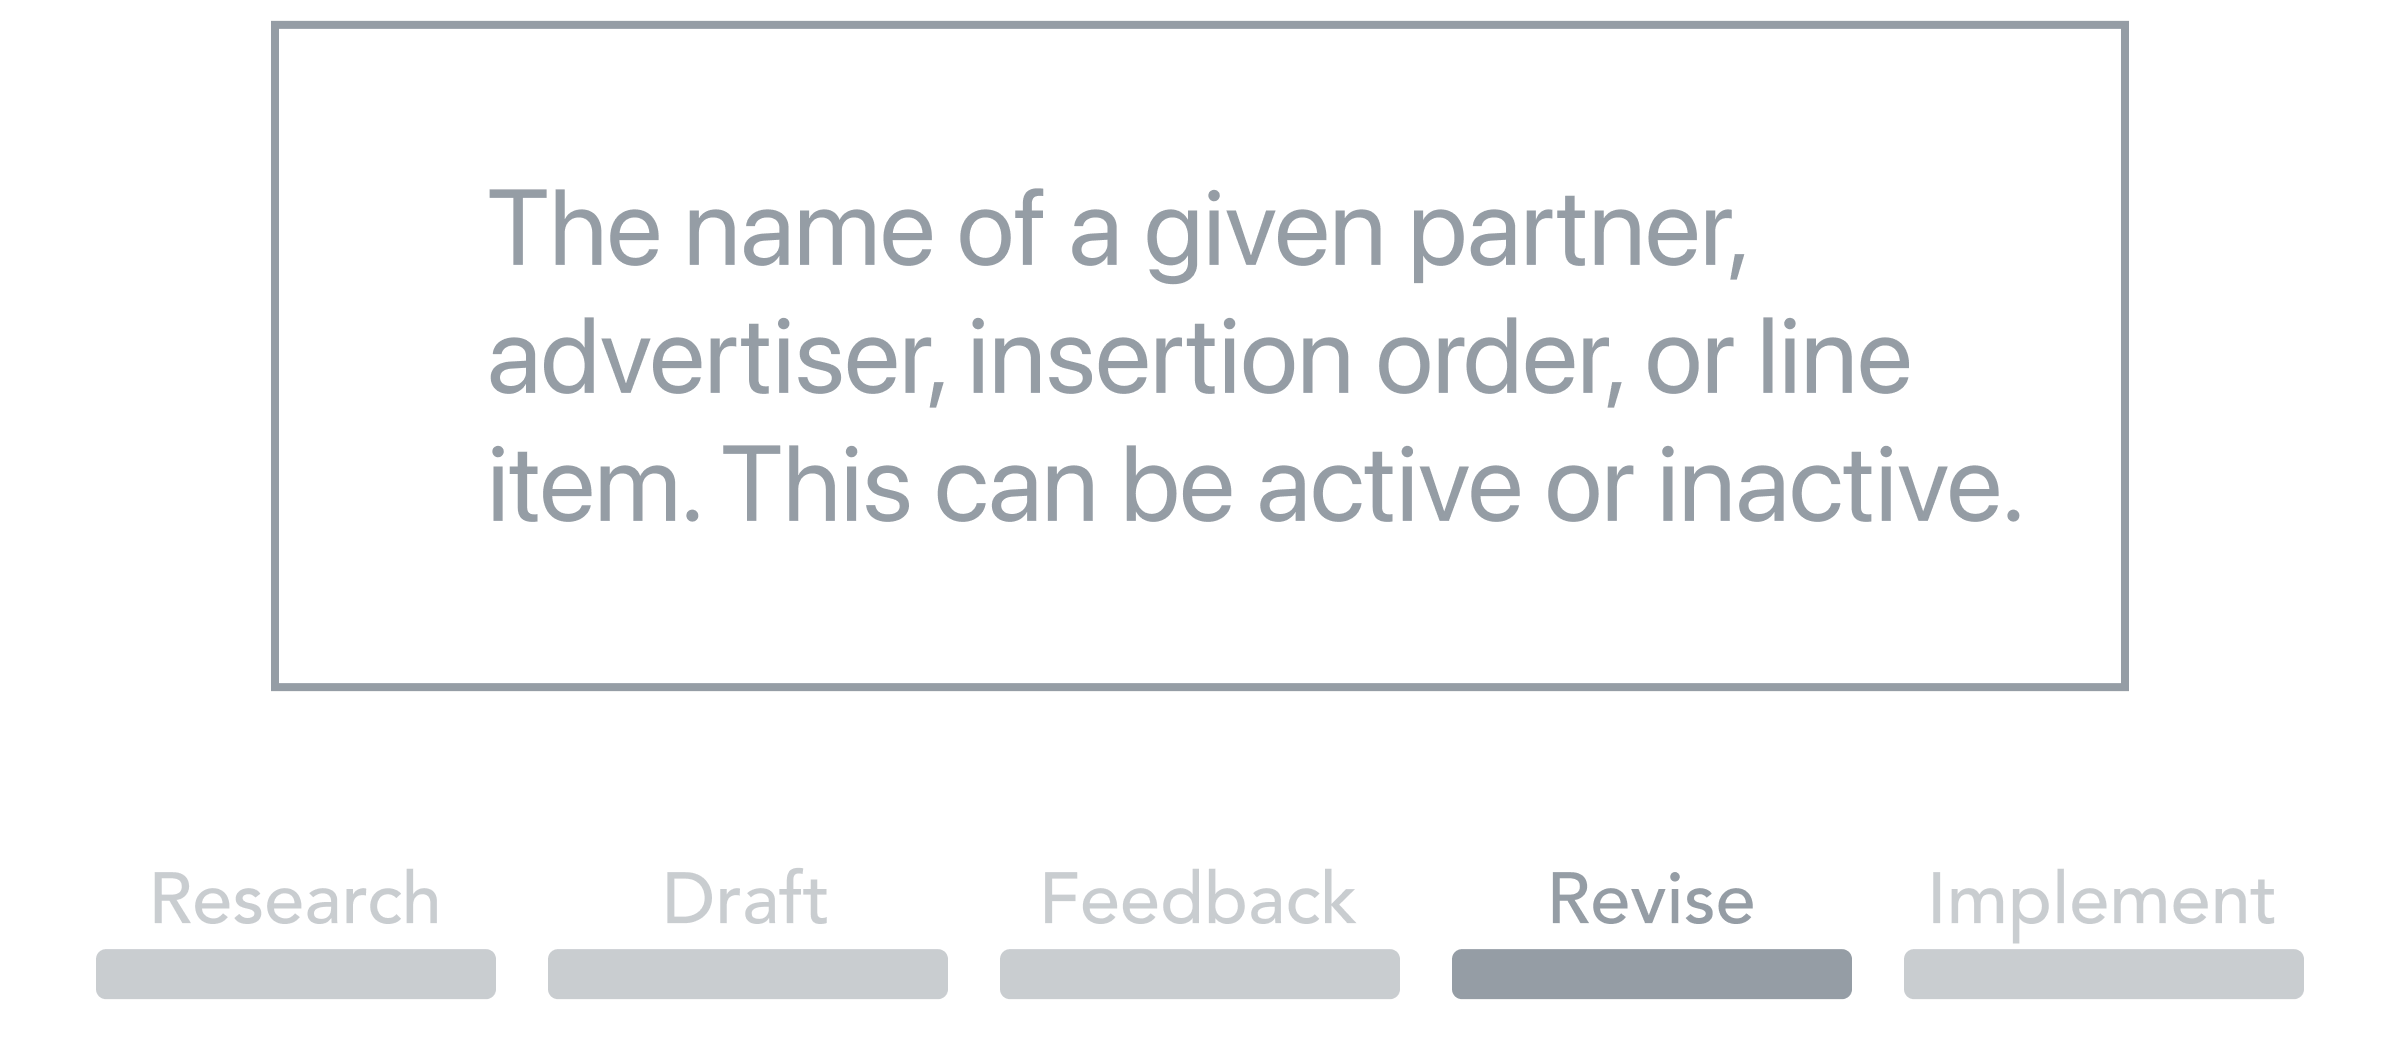 The name of a given partner,
advertiser, insertion order, or line
item. This can be active or inactive.
Research
Draft
Feedback
Revise
Implement